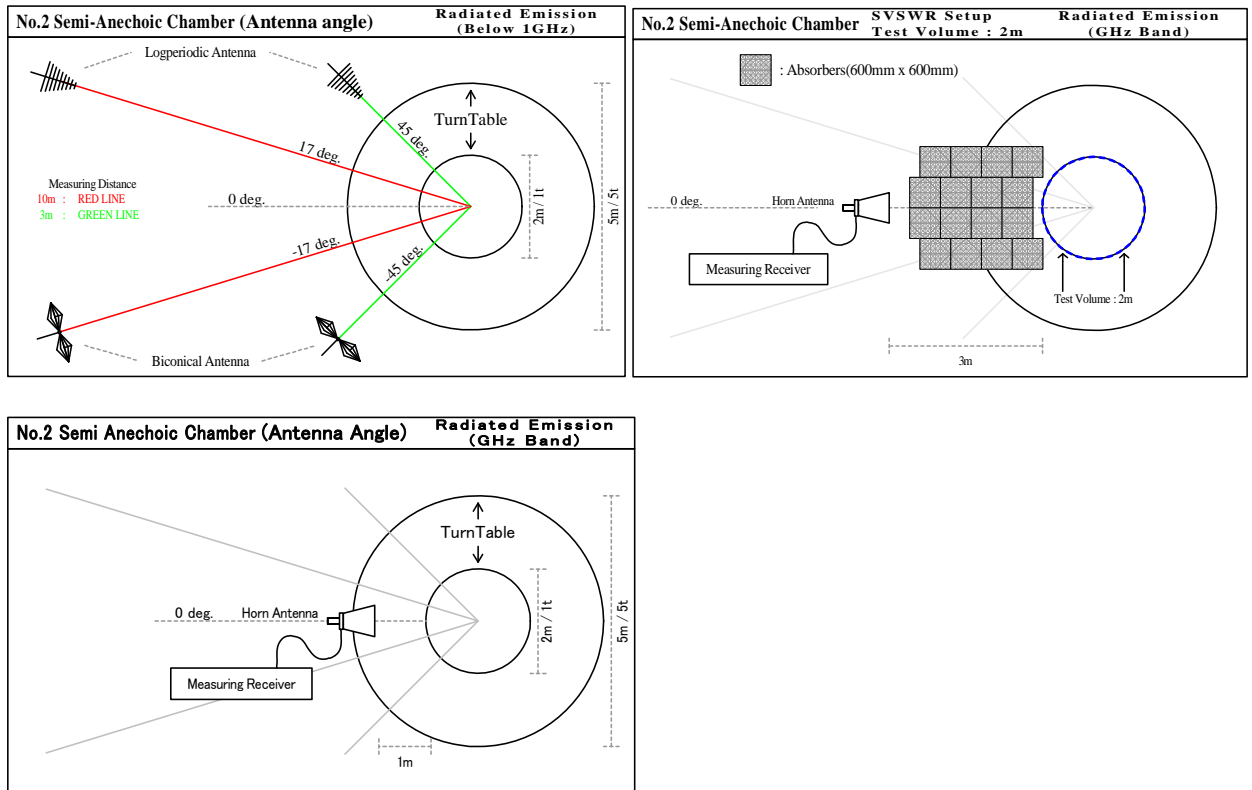 No.2 Semi-Anechoic Chamber (Antenna angle)
Radiated Emission
(Below 1GHz)
Logperiodic Antenna
TurnTable
45 deg.
17 deg.
Measuring Distance
10m : RED LINE
3m : GREEN LINE
0 deg.
2m / 1t
5m / 5t
-17 deg.
-45 deg.
Biconical Antenna
No.2 Semi-Anechoic Chamber
SVSWR Setup
Test Volume : 2m
Radiated Emission
(GHz Band)
: Absorbers(600mm x 600mm)
0 deg.
Horn Antenna
Measuring Receiver
Test Volume : 2m
3m
No.2 Semi Anechoic Chamber (Antenna Angle)
Radiated Emission
(GHz Band)
TurnTable
0 deg.
Horn Antenna
2m / 1t
5m / 5t
Measuring Receiver
1m